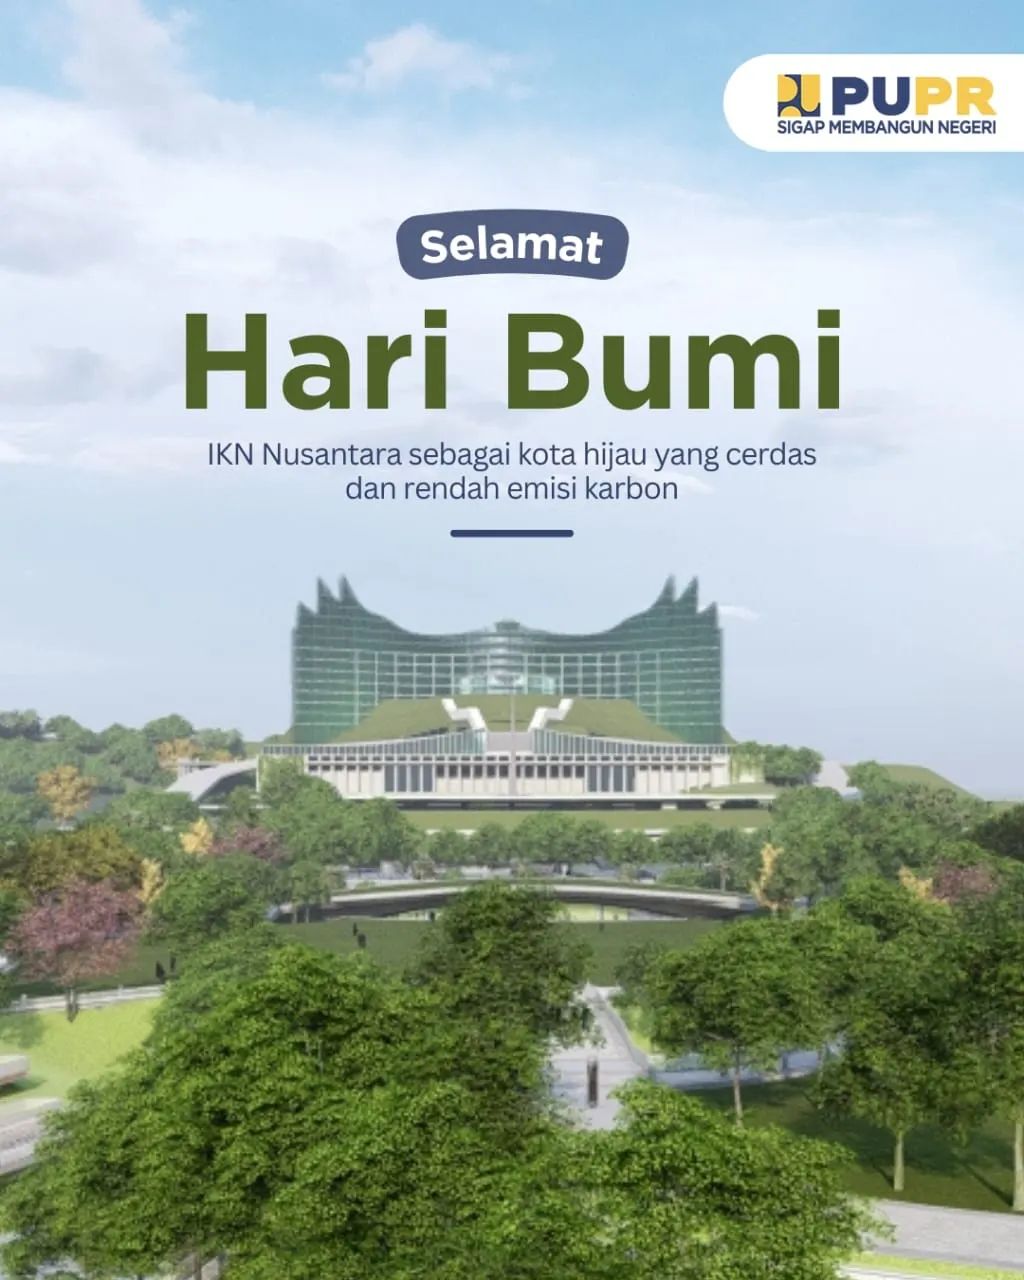 PUPR
SIGAP MEMBANGUN NEGERI
Selamat
Hari Bumi
IKN Nusantara sebagai kota hijau yang cerdas
dan rendah emisi karbon